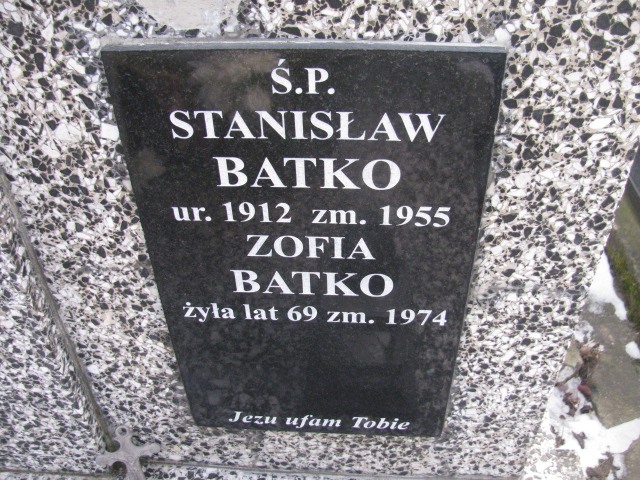 Ś.P.
STANISŁAW
BATKO
ur. 1912 zm. 1955
ZOFIA
BATKO
żyła lat 69 zm. 1974
Jezu ufam Tobie